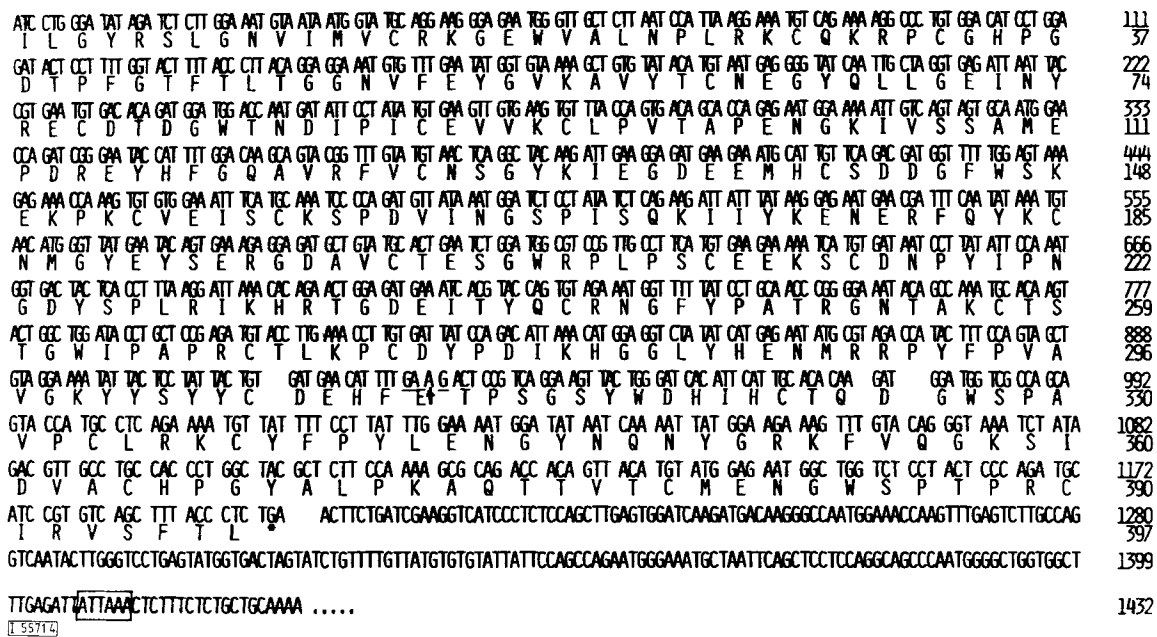 ATC CTG GGA TAT AGA TCT CTT GGA AAT GTA ATA ATG GTA TGC AGG AAG GGA GAA TGG GTT GCT CTT AAT CCA TTA AGG AAA TGT CAG AAA AGG CCC TGT GGA CAT CCT GGA 111
I L G Y R S L G N V I M V C R K G E W V A L N P L R K C Q K R P C G H P G 37
GAT ACT CCT TTT GGT ACT TTT ACC CTT ACA GGA GGA AAT GTG TTT GAA TAT GGT GTA AAA GCT GTG TAT ACA TGT AAT GAG GGG TAT CAA TTG CTA GGT GAG ATT AAT TAC 222
D T P F G T F T L T G G N V F E Y G V K A V Y T C N E G Y Q L L G E I N Y 74
CGT GAA TGT GAC ACA GAT GGA TGG ACC AAT GAT ATT CCT ATA TGT GAA GTT GTG AAG TGT TTA CCA GTG ACA GCA CCA GAG AAT GGA AAA ATT GTC AGT AGT GCA ATG GAA 333
R E C D T D G W T N D I P I C E V V K C L P V T A P E N G K I V S S A M E 111
CCA GAT CGG GAA TAC CAT TTT GGA CAA GCA GTA CGG TTT GTA TGT AAC TCA GGC TAC AAG ATT GAA GGA GAT GAA GAA ATG CAT TGT TCA GAC GAT GGT TTT TGG AGT AAA 444
P D R E Y H F G Q A V R F V C N S G Y K I E G D E E M H C S D D G F W S K 148
GAG AAA CCA AAG TGT GTG GAA ATT TCA TGC AAA TCC CCA GAT GTT ATA AAT GGA TCT CCT ATA TCT CAG AAG ATT ATT TAT AAG GAG AAT GAA CGA TTT CAA TAT AAA TGT 555
E K P K C V E I S C K S P D V I N G S P I S Q K I I Y K E N E R F Q Y K C 185
AAC ATG GGT TAT GAA TAC AGT GAA AGA GGA GAT GCT GTA TGC ACT GAA TCT GGA TGG CGT CCG TTG CCT TCA TGT GAA GAA AAA TCA TGT GAT AAT CCT TAT ATT CCA AAT 666
N M G Y E Y S E R G D A V C T E S G W R P L P S C E E K S C D N P Y I P N 222
GGT GAC TAC TCA CCT TTA AGG ATT AAA CAC AGA ACT GGA GAT GAA ATC ACG TAC CAG TGT AGA AAT GGT TTT TAT CCT GCA ACC CGG GGA AAT ACA GCC AAA TGC ACA AGT 777
G D Y S P L R I K H R T G D E I T Y Q C R N G F Y P A T R G N T A K C T S 259
ACT GGC TGG ATA CCT GCT CCG AGA TGT ACC TTG AAA CCT TGT GAT TAT CCA GAC ATT AAA CAT GGA GGT CTA TAT CAT GAG AAT ATG CGT AGA CCA TAC TTT CCA GTA GCT 888
T G W I P A P R C T L K P C D Y P D I K H G G L Y H E N M R R P Y F P V A 296
GTA GGA AAA TAT TAC TCC TAT TAC TGT GAT GAA CAT TTT GAA GA CT CCG TCA GGA AGT TAC TGG GAT CAC ATT CAT TGC ACA CAA GAT GGA TGG TCG CCA GCA 992
V G K Y Y S Y Y C D E H F E T P S G S Y W D H I H C T Q D G W S P A 330
GTA CCA TGC CTC AGA AAA TGT TAT TTT CCT TAT TTG GAA AAT GGA TAT AAT CAA AAT TAT GGA AGA AAG TTT GTA CAG GGT AAA TCT ATA 1082
V P C L R K C Y F P Y L E N G Y N Q N Y G R K F V Q G K S I 360
GAC GTT GCC TGC CAC CCT GGC TAC GCT CTT CCA AAA GCG CAG ACC ACA GTT ACA TGT ATG GAG AAT GGC TGG TCT CCT ACT CCC AGA TGC 1172
D V A C H P G Y A L P K A Q T T V T C M E N G W S P T P R C 390
ATC CGT GTC AGC TTT ACC CTC TGA ACTTCTGATCGAAGGTCATCCCTCTCCAGCTTGAGTGGATCAAGATGACAAGGGCCAATGGAAACCAAGTTTGAGTCTTGCCAG 1280
I R V S F T L * 397
GTCAATACTTGGGTCCTGAGTATGGTGACTAGTATCTGTTTTGTTATGTGTGTATTATTCCAGCCAGAATGGGAAATGCTAATTCAGCTCCTCCAGGCAGCCCAATGGGGCTGGTGGCT 1399
TTGAGATTATTAAACTCTTTCTCTGCTGCAAAA ..... 1432
I 5571 4